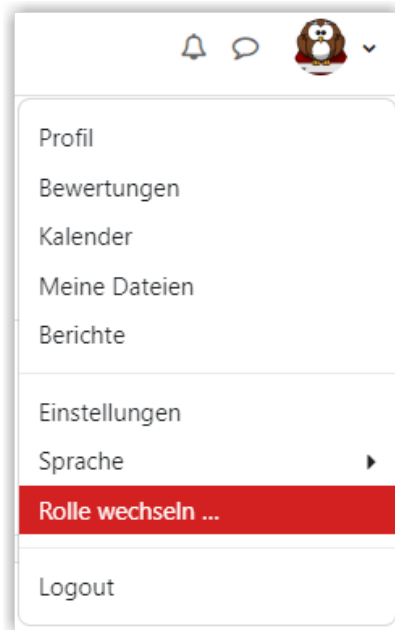 Profil
Bewertungen
Kalender
Meine Dateien
Berichte
Einstellungen
Sprache
Rolle wechseln ...
Logout